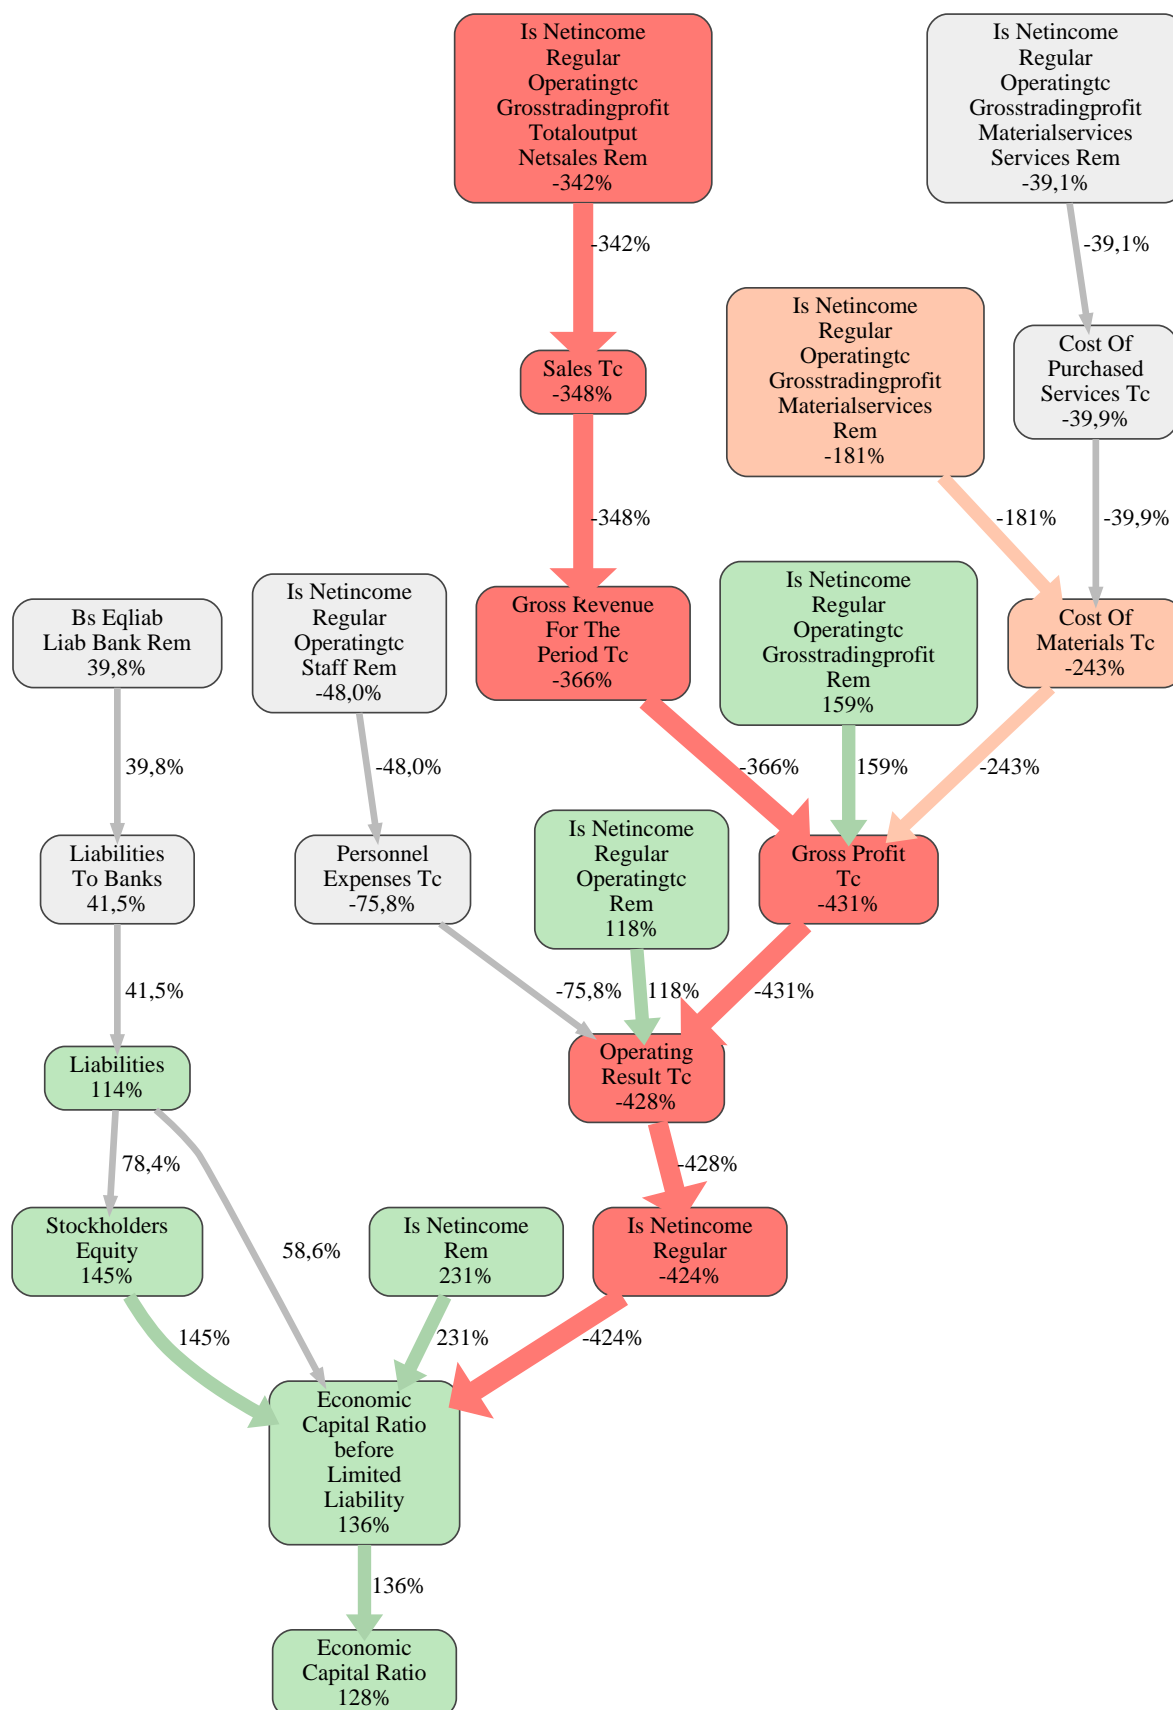 Is Netincome
Regular
Operatingtc
Grosstradingprofit
Totaloutput
Netsales Rem
-342%
Is Netincome
Regular
Operatingtc
Grosstradingprofit
Materialservices
Services Rem
-39,1%
-342%
-39,1%
Is Netincome
Regular
Operatingtc
Grosstradingprofit
Materialservices
Rem
-181%
Sales Tc
-348%
Cost Of
Purchased
Services Tc
-39,9%
-348%
-181%
-39,9%
Bs Eqliab
Liab Bank Rem
39,8%
Is Netincome
Regular
Operatingtc
Staff Rem
-48,0%
Gross Revenue
For The
Period Tc
-366%
Is Netincome
Regular
Operatingtc
Grosstradingprofit
Rem
159%
Cost Of
Materials Tc
-243%
39,8%
-48,0%
-366%
159%
-243%
Liabilities
To Banks
41,5%
Personnel
Expenses Tc
-75,8%
Is Netincome
Regular
Operatingtc
Rem
118%
Gross Profit
Tc
-431%
41,5%
-75,8%
118%
-431%
Liabilities
114%
Operating
Result Tc
-428%
78,4%
58,6%
-428%
Stockholders
Equity
145%
Is Netincome
Rem
231%
Is Netincome
Regular
-424%
145%
231%
-424%
Economic
Capital Ratio
before
Limited
Liability
136%
136%
Economic
Capital Ratio
128%